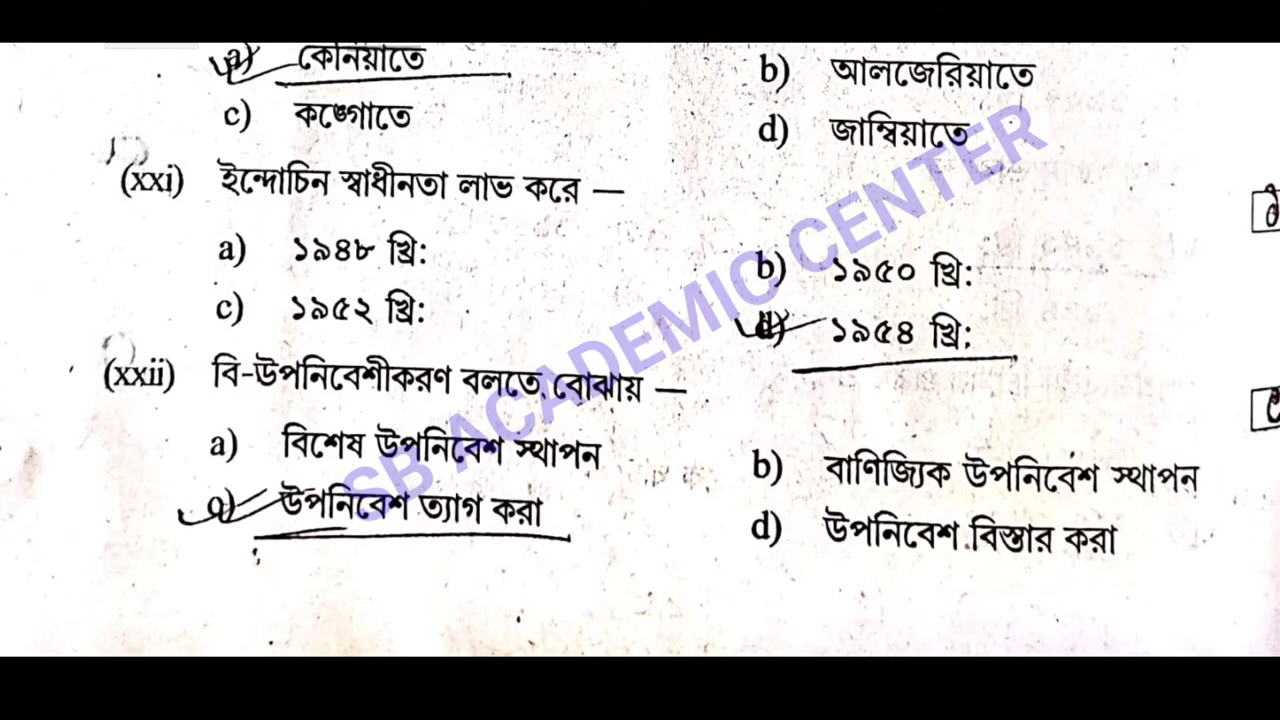 a) কেনিয়াতে b) আলজেরিয়াতে
c) কঙ্গোতে d) জাম্বিয়াতে
(xxi) ইন্দোচিন স্বাধীনতা লাভ করে —
a) ১৯৪৮ খ্রি: b) ১৯৫০ খ্রি:
c) ১৯৫২ খ্রি: d) ১৯৫৪ খ্রি:
(xxii) বি-উপনিবেশীকরণ বলতে বোঝায় —
a) বিশেষ উপনিবেশ স্থাপন b) বাণিজ্যিক উপনিবেশ স্থাপন
c) উপনিবেশ ত্যাগ করা d) উপনিবেশ বিস্তার করা
SB ACADEMIC CENTER